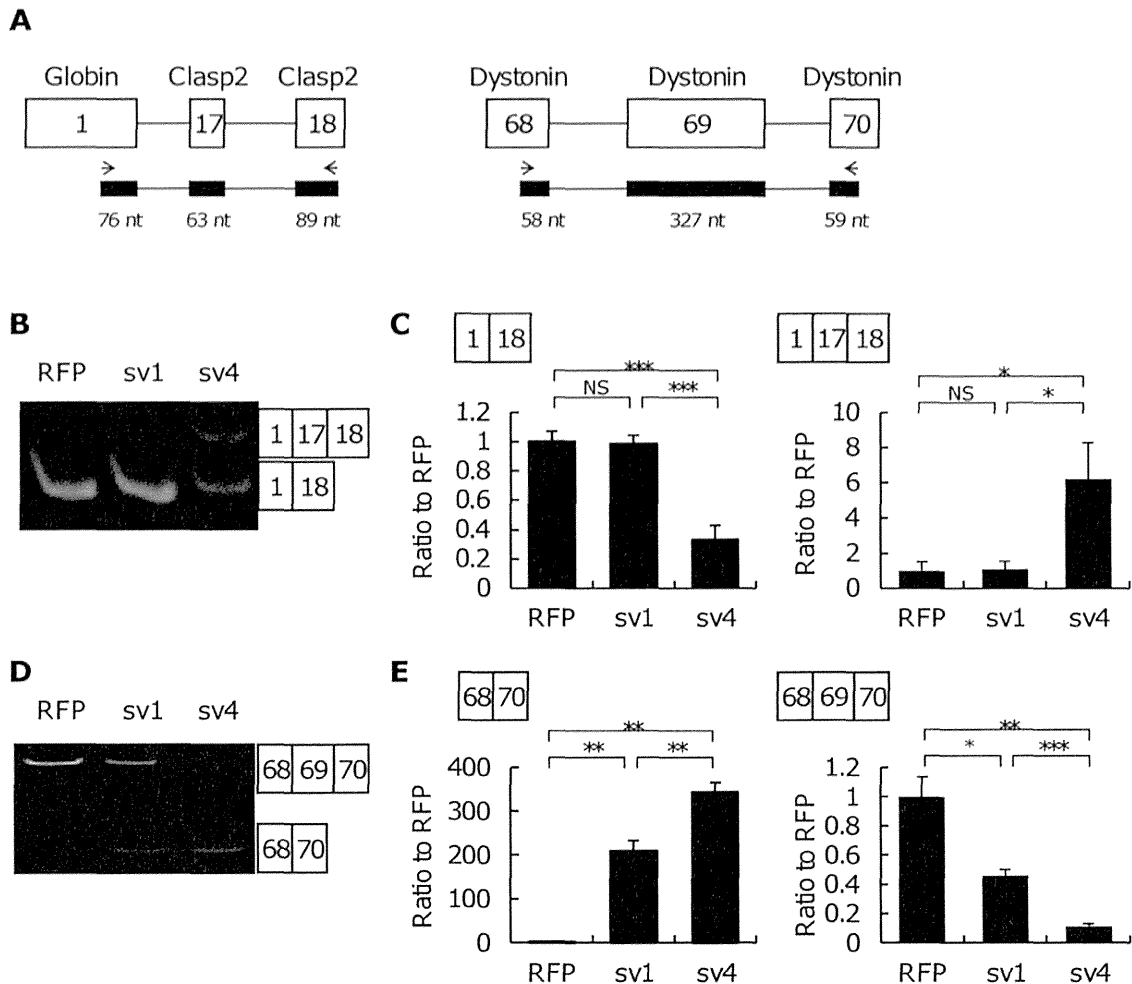 A
Globin Clasp2 Clasp2 Dystonin Dystonin Dystonin
1 17 18 68 69 70
76 nt 63 nt 89 nt 58 nt 327 nt 59 nt
B
RFP sv1 sv4
1 17 18
1 18
C
1 18
***
NS ***
Ratio to RFP
1.2
1
0.8
0.6
0.4
0.2
0
RFP sv1 sv4
1 17 18
*
NS *
Ratio to RFP
10
8
6
4
2
0
RFP sv1 sv4
D
RFP sv1 sv4
68 69 70
68 70
E
68 70
**
** **
Ratio to RFP
400
300
200
100
0
RFP sv1 sv4
68 69 70
**
* ***
Ratio to RFP
1.2
1
0.8
0.6
0.4
0.2
0
RFP sv1 sv4